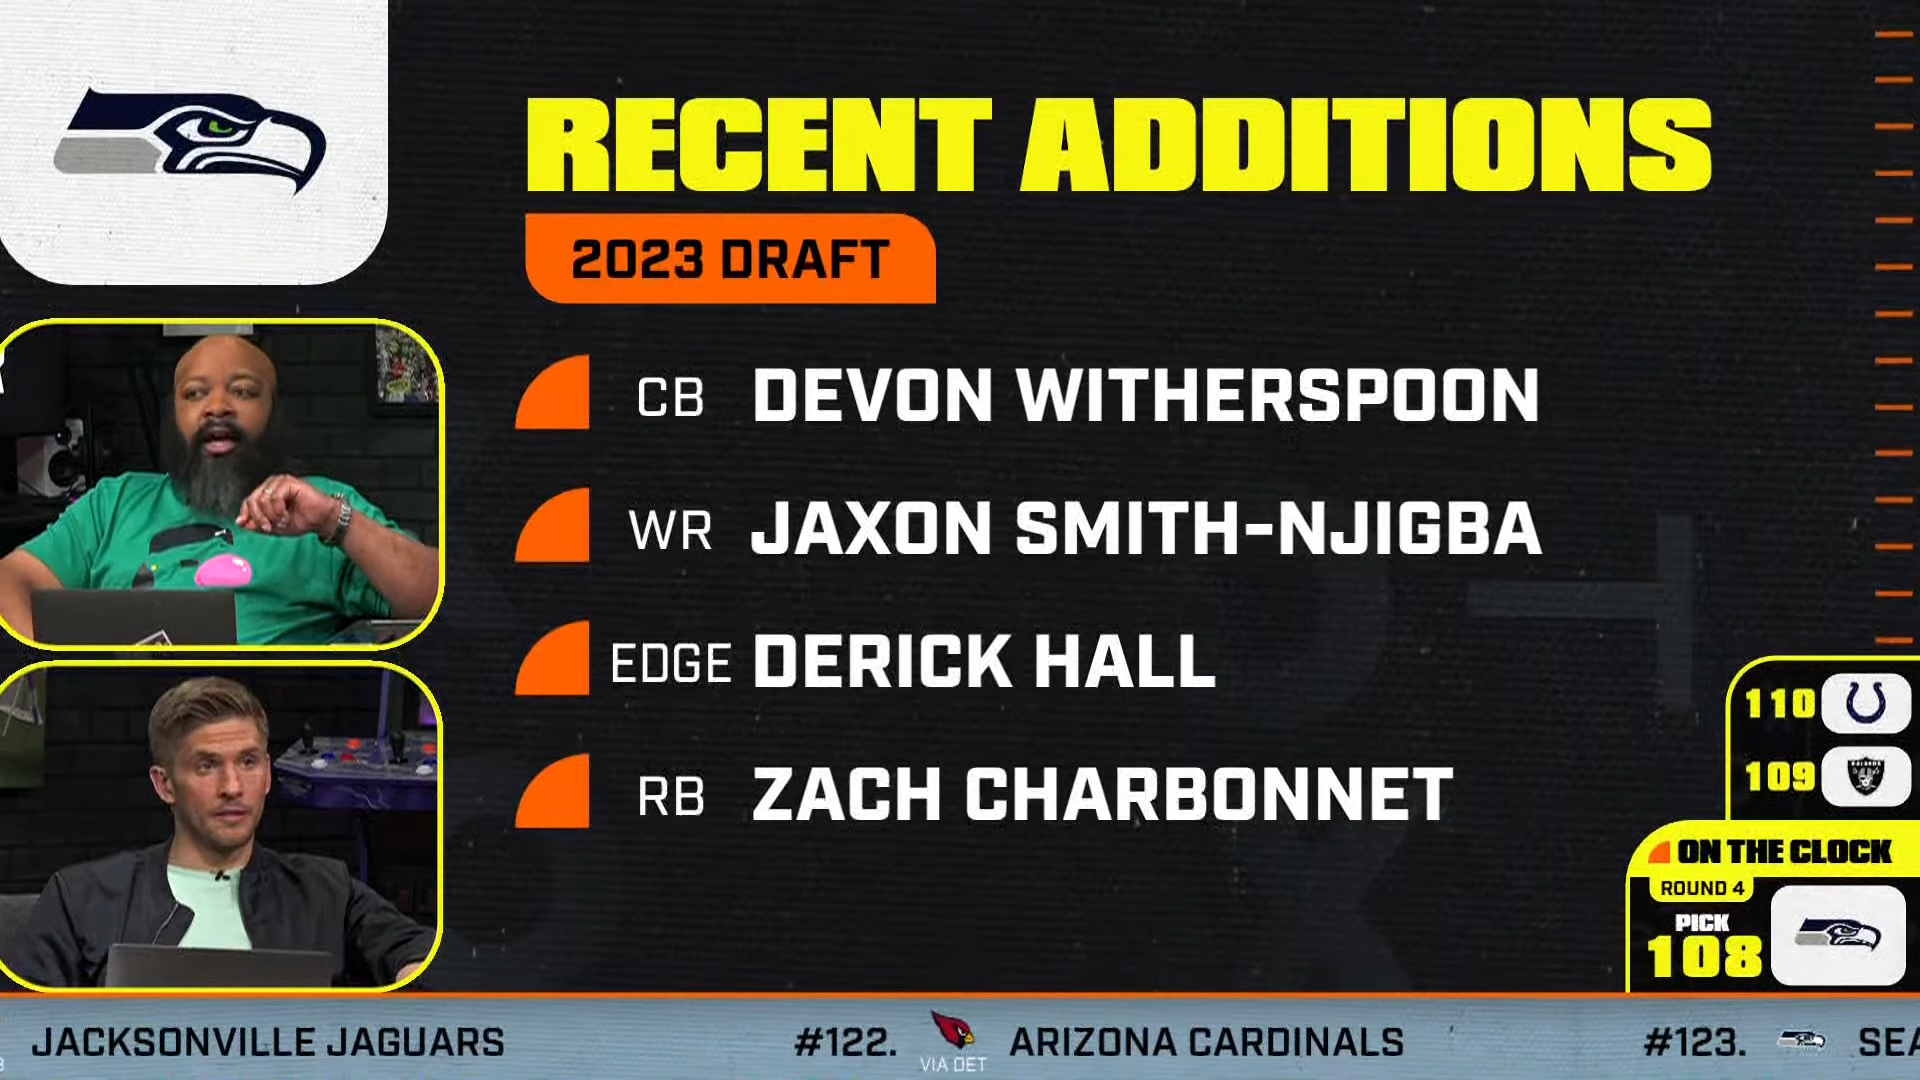 RECENT ADDITIONS
2023 DRAFT
CB DEVON WITHERSPOON
WR JAXON SMITH-NJIGBA
EDGE DERICK HALL
RB ZACH CHARBONNET
110
109 RAIDERS
ON THE CLOCK
ROUND 4
PICK
108
JACKSONVILLE JAGUARS #122. VIA DET ARIZONA CARDINALS #123. SEA